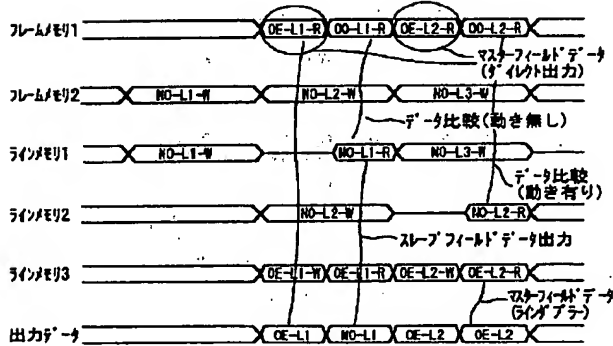 フレームメモリ1 OE-L1-R OO-L1-R OE-L2-R OO-L2-R
マスターフィールドデータ
(ダイレクト出力)
フレームメモリ2 NO-L1-W NO-L2-W NO-L3-W
データ比較(動き無し)
ラインメモリ1 NO-L1-W NO-L1-R NO-L3-W
データ比較
(動き有り)
ラインメモリ2 NO-L2-W NO-L2-R
スレーブフィールドデータ出力
ラインメモリ3 OE-L1-W OE-L1-R OE-L2-W OE-L2-R
マスターフィールドデータ
(ラインダブラー)
出力データ OE-L1 NO-L1 OE-L2 OE-L2